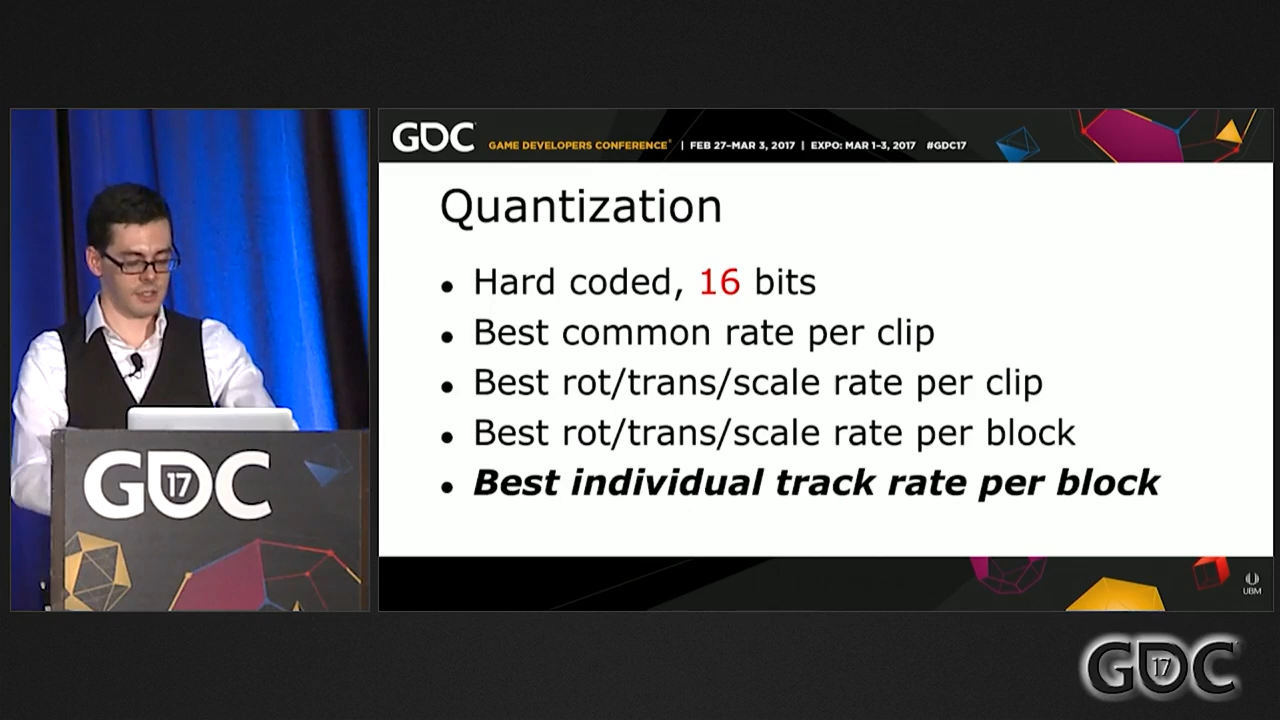 GDC GAME DEVELOPERS CONFERENCE® | FEB 27–MAR 3, 2017 | EXPO: MAR 1–3, 2017 #GDC17
Quantization
• Hard coded, 16 bits
• Best common rate per clip
• Best rot/trans/scale rate per clip
• Best rot/trans/scale rate per block
• Best individual track rate per block
GDC 17
UBM
GDC 17